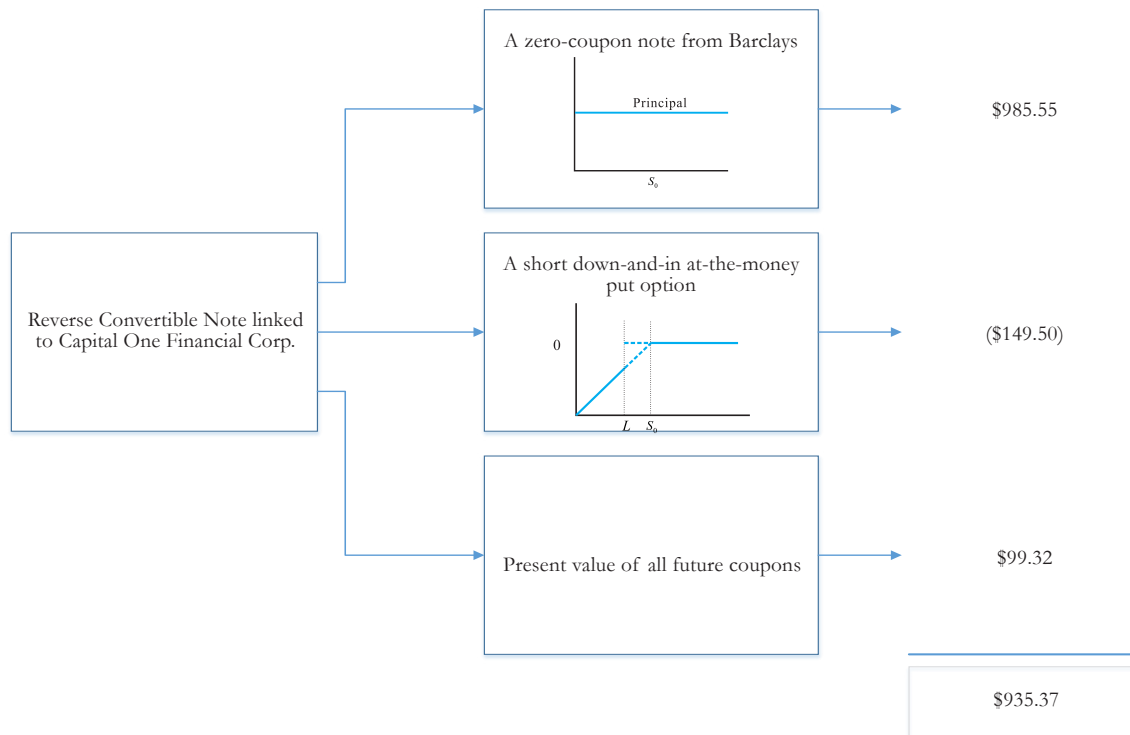 A zero-coupon note from Barclays
Principal
S₀
$985.55
Reverse Convertible Note linked
to Capital One Financial Corp.
A short down-and-in at-the-money
put option
0
L S₀
($149.50)
Present value of all future coupons
$99.32
$935.37